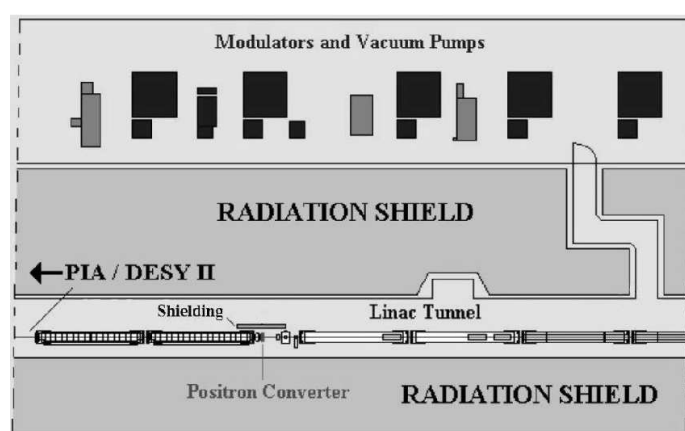 Modulators and Vacuum Pumps
RADIATION SHIELD
PIA / DESY II
Shielding
Linac Tunnel
Positron Converter
RADIATION SHIELD